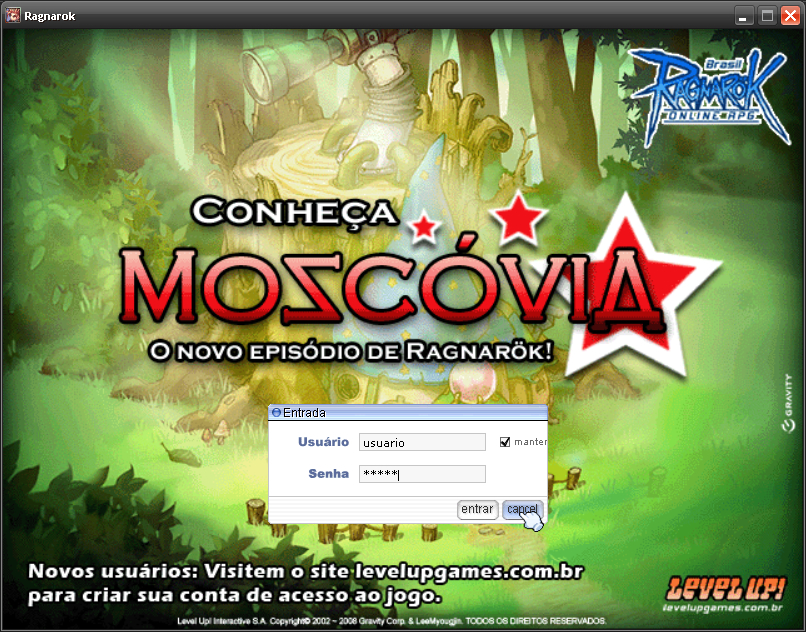 Ragnarok
Brasil
RAGNARÖK
ONLINE RPG
CONHEÇA
MOSCÓVIA
O NOVO EPISÓDIO DE RAGNARÖK!
GRAVITY
Entrada
Usuário usuario manter
Senha *****
entrar cancel
Novos usuários: Visitem o site levelupgames.com.br
para criar sua conta de acesso ao jogo.
LEVEL UP!
levelupgames.com.br
Level Up! Interactive S.A. Copyright© 2002 ~ 2008 Gravity Corp. & LeeMyoungjin. TODOS OS DIREITOS RESERVADOS.